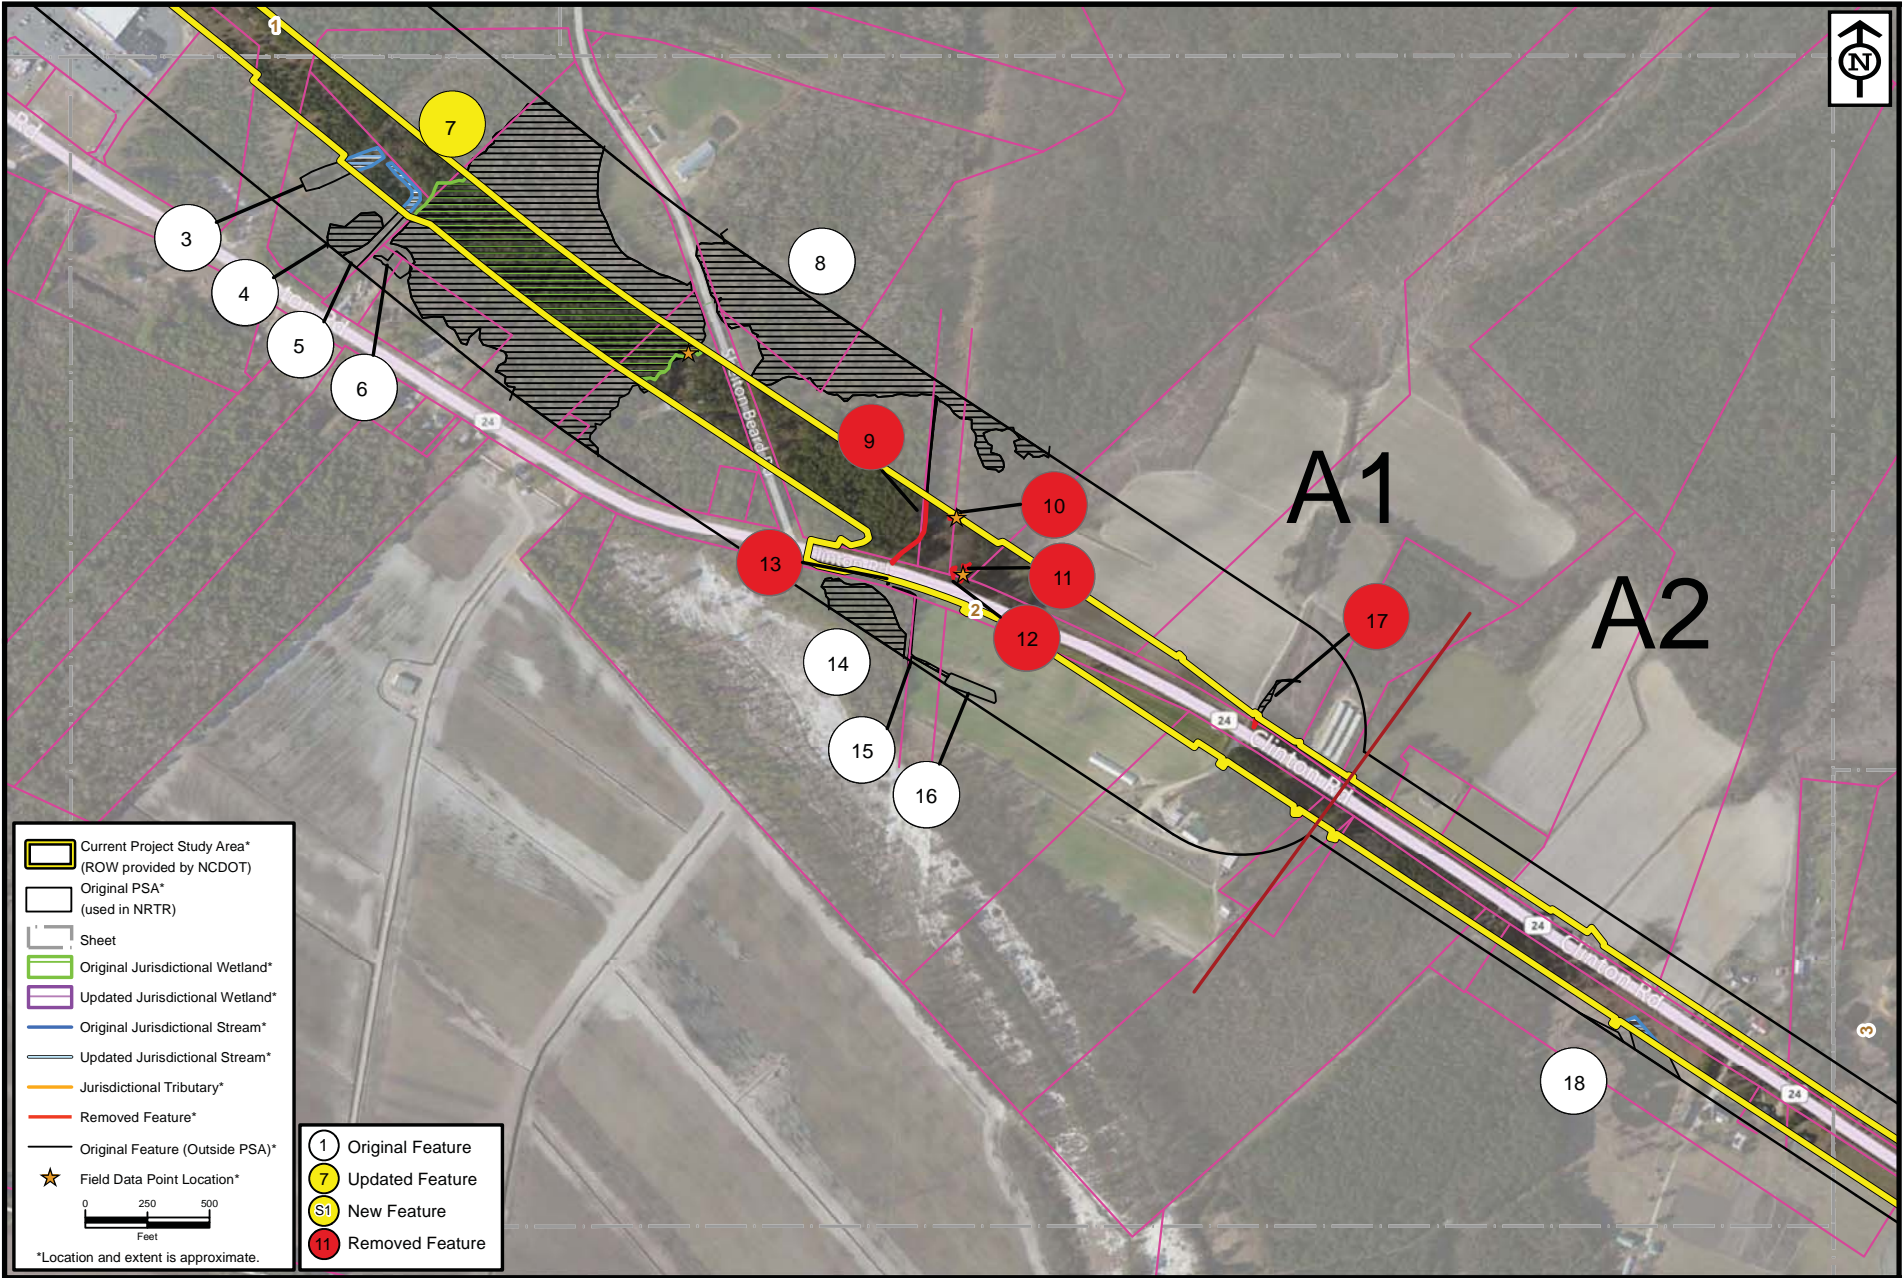 1
N
7
Rd
3
8
4
5
6
24
9
A1
10
13
Clinton Rd
11
2
17
12
A2
14
24
Clinton Rd
15
16
24
Clinton Rd
3
18
24
Current Project Study Area*
(ROW provided by NCDOT)
Original PSA*
(used in NRTR)
Sheet
Original Jurisdictional Wetland*
Updated Jurisdictional Wetland*
Original Jurisdictional Stream*
Updated Jurisdictional Stream*
Jurisdictional Tributary*
Removed Feature*
Original Feature (Outside PSA)*
Field Data Point Location*
0 250 500
Feet
*Location and extent is approximate.
1 Original Feature
7 Updated Feature
S1 New Feature
11 Removed Feature